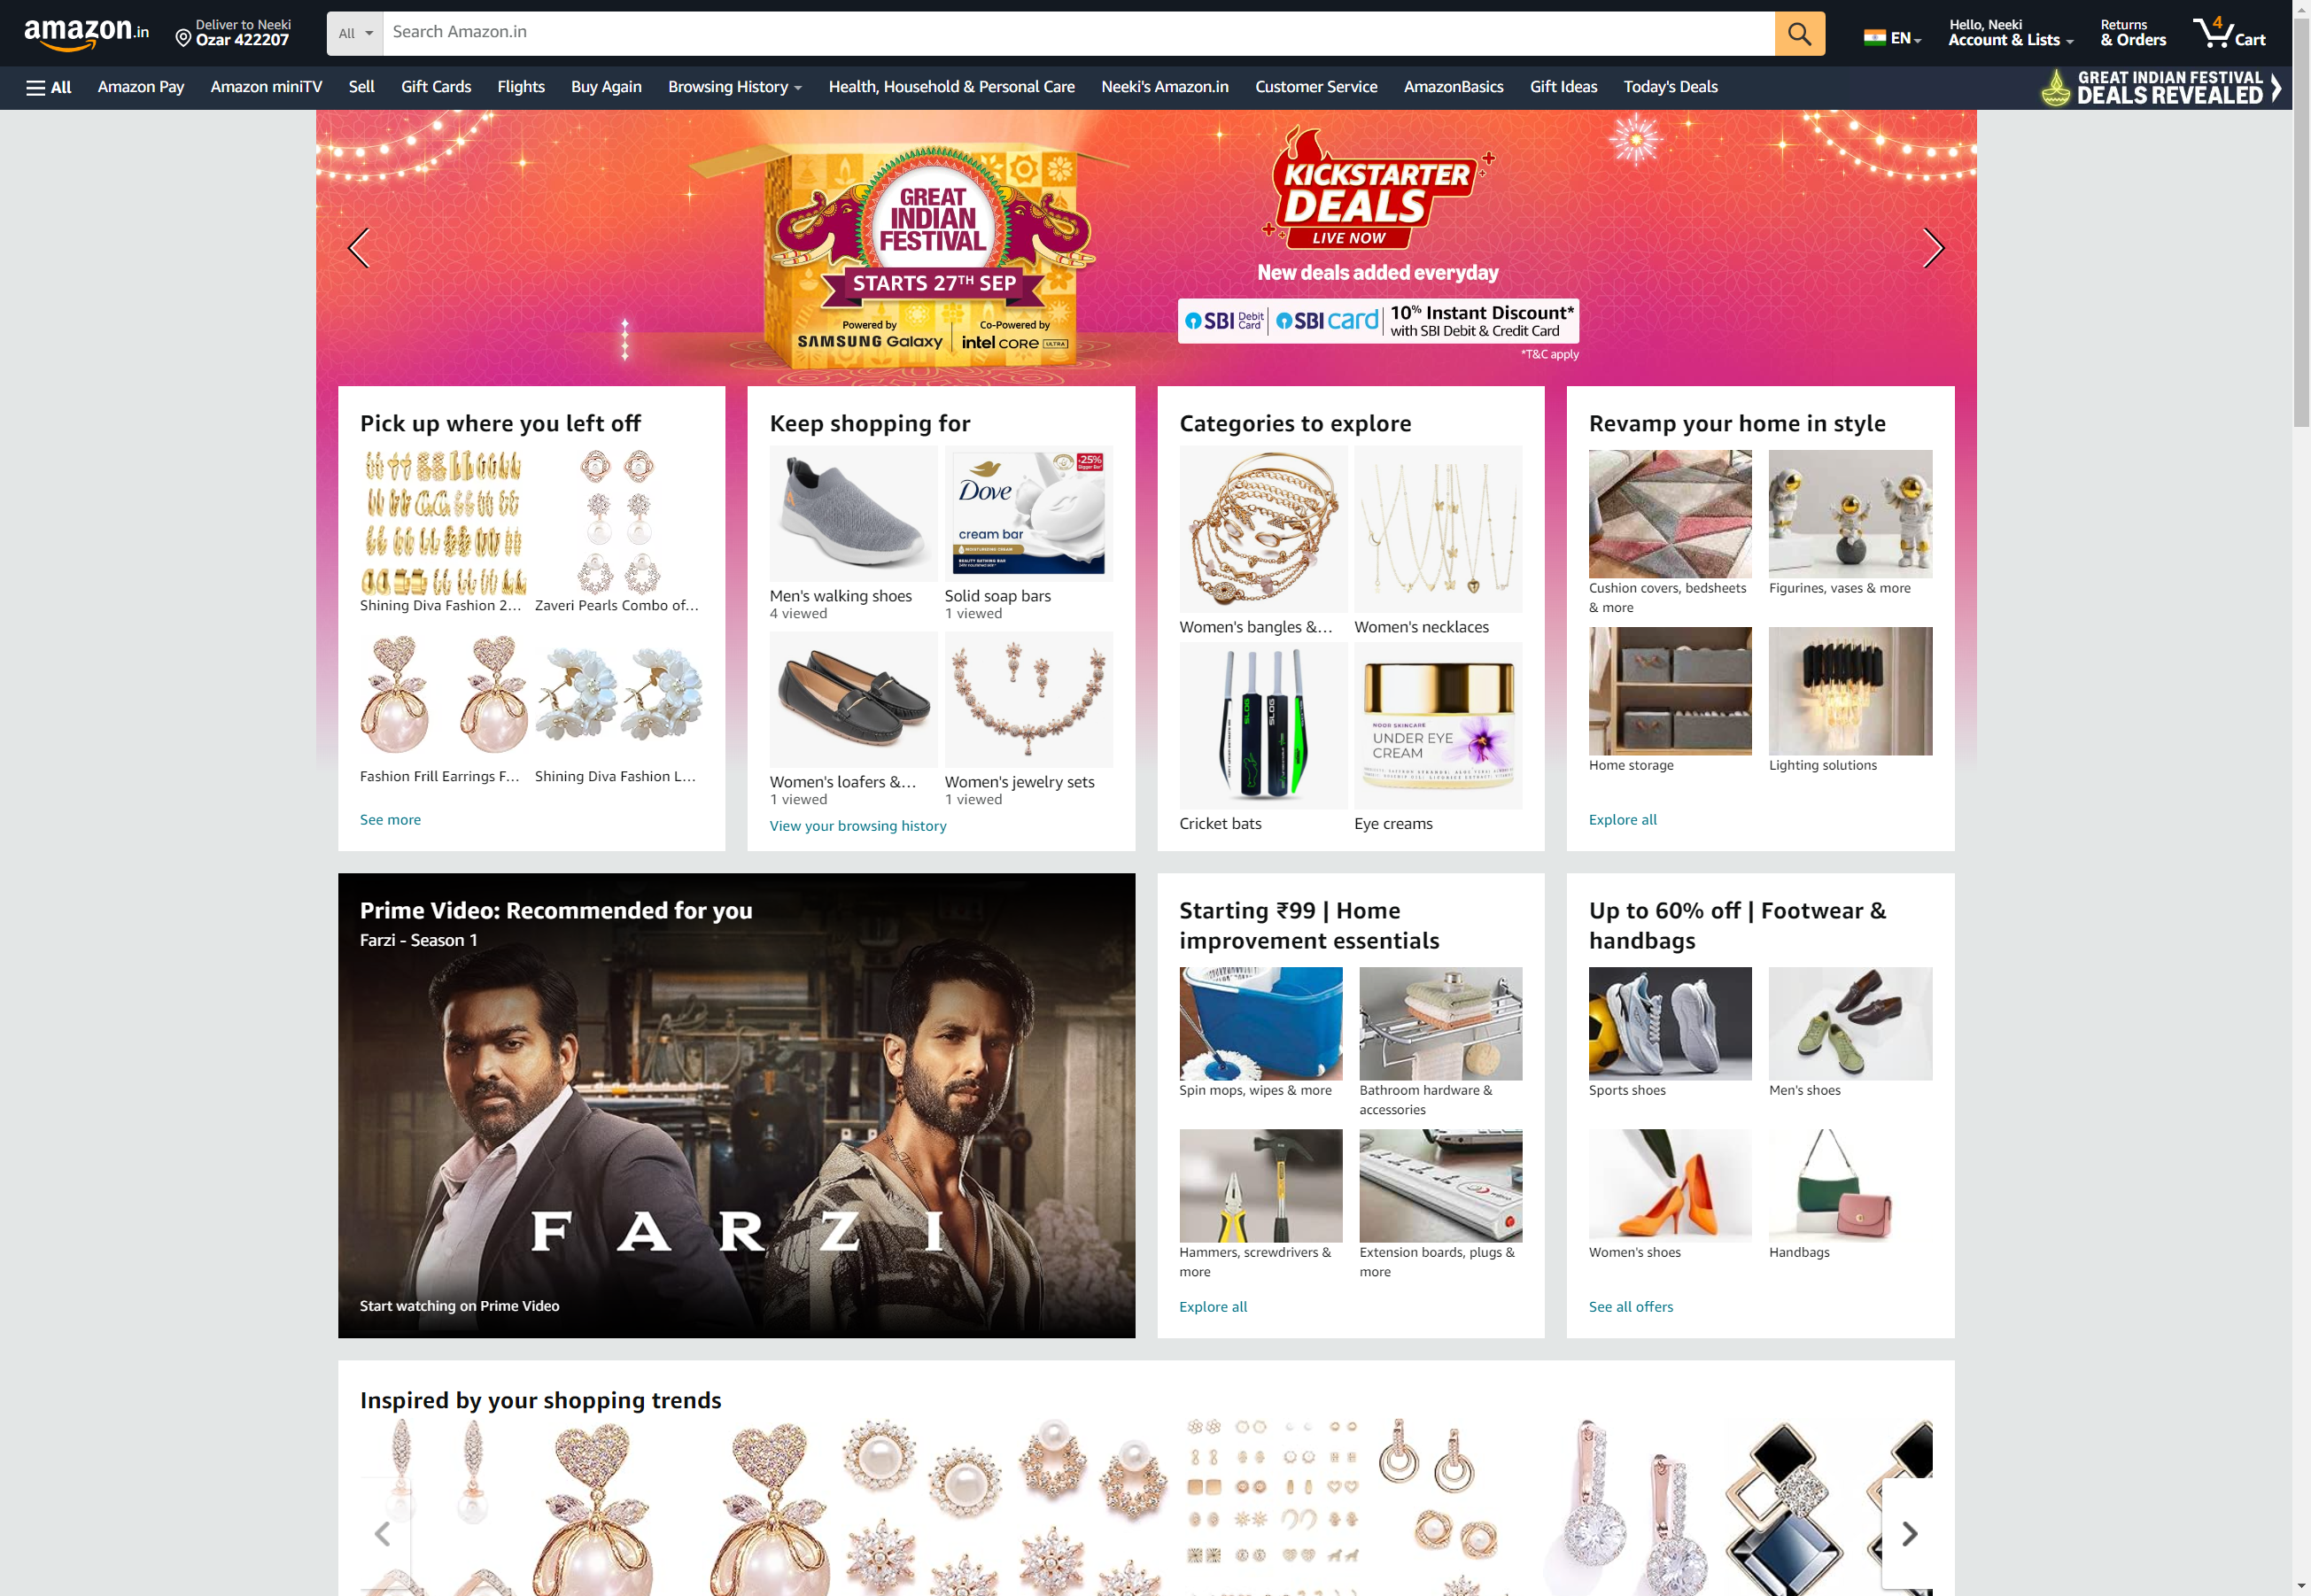 amazon.in
Deliver to Neeki
Ozar 422207
All
Search Amazon.in
EN
Hello, Neeki
Account & Lists
Returns
& Orders
4
Cart
All
Amazon Pay
Amazon miniTV
Sell
Gift Cards
Flights
Buy Again
Browsing History
Health, Household & Personal Care
Neeki's Amazon.in
Customer Service
AmazonBasics
Gift Ideas
Today's Deals
GREAT INDIAN FESTIVAL
DEALS REVEALED
GREAT
INDIAN
FESTIVAL
STARTS 27TH SEP
Powered by
SAMSUNG Galaxy
Co-Powered by
intel CORE ULTRA
KICKSTARTER
DEALS
LIVE NOW
New deals added everyday
SBI Debit Card
SBI card
10% Instant Discount*
with SBI Debit & Credit Card
*T&C apply
Pick up where you left off
Shining Diva Fashion 2…
Zaveri Pearls Combo of…
Fashion Frill Earrings F…
Shining Diva Fashion L…
See more
Keep shopping for
Dove
cream bar
+25%
Men's walking shoes
4 viewed
Solid soap bars
1 viewed
Women's loafers &…
1 viewed
Women's jewelry sets
1 viewed
View your browsing history
Categories to explore
Women's bangles &…
Women's necklaces
SLOG
SLOG
NOOR SKINCARE
UNDER EYE
CREAM
Cricket bats
Eye creams
Revamp your home in style
Cushion covers, bedsheets
& more
Figurines, vases & more
Home storage
Lighting solutions
Explore all
Prime Video: Recommended for you
Farzi - Season 1
FARZI
Start watching on Prime Video
Starting ₹99 | Home
improvement essentials
Spin mops, wipes & more
Bathroom hardware &
accessories
Hammers, screwdrivers &
more
Extension boards, plugs &
more
Explore all
Up to 60% off | Footwear &
handbags
Sports shoes
Men's shoes
Women's shoes
Handbags
See all offers
Inspired by your shopping trends